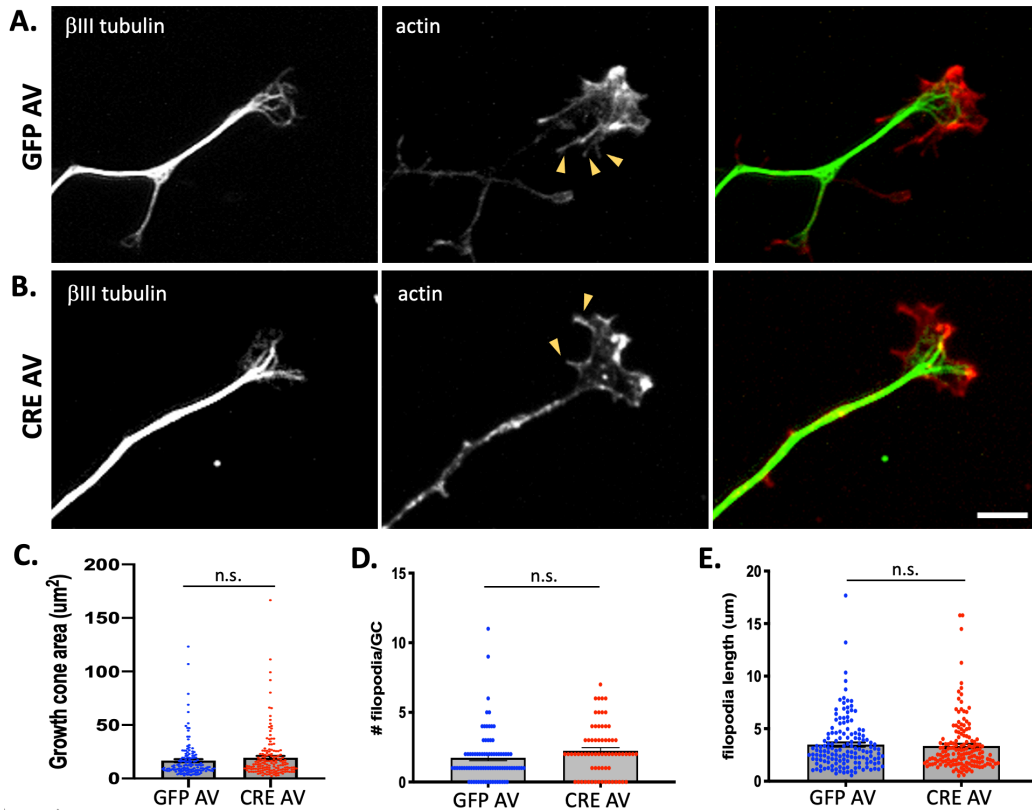 A.
βIII tubulin
actin
GFP AV
B.
βIII tubulin
actin
CRE AV
C.
Growth cone area (um²)
200
150
100
50
0
n.s.
GFP AV CRE AV
D.
# filopodia/GC
15
10
5
0
n.s.
GFP AV CRE AV
E.
filopodia length (um)
20
15
10
5
0
n.s.
GFP AV CRE AV